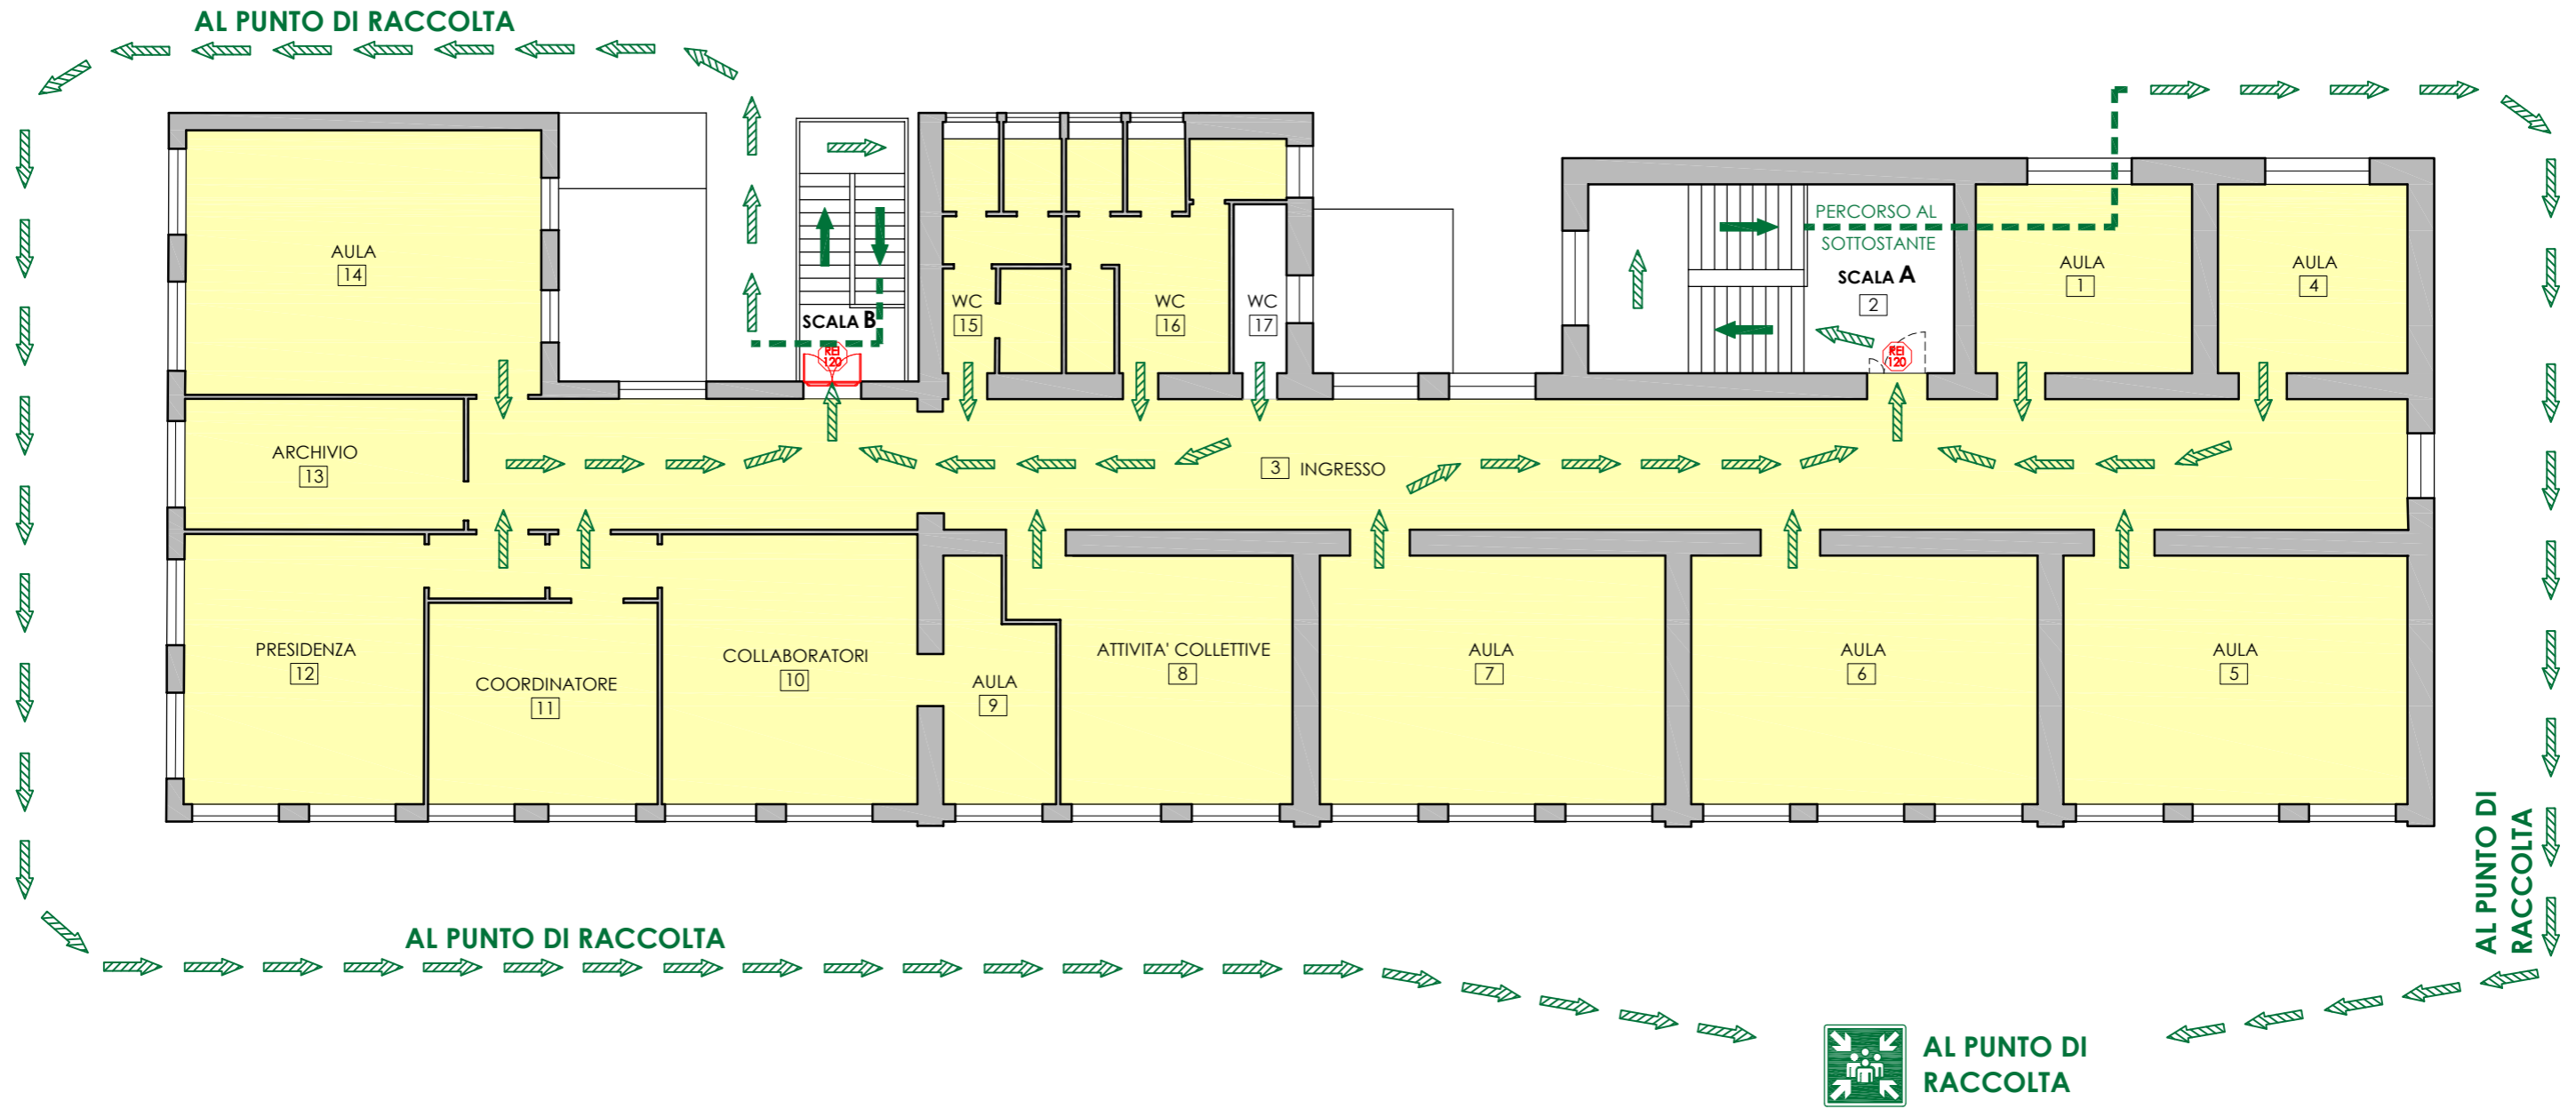 AL PUNTO DI RACCOLTA
PERCORSO AL
SOTTOSTANTE
SCALA A
2
AULA
1
AULA
4
AULA
14
SCALA B
REI
120
WC
15
WC
16
WC
17
REI
120
ARCHIVIO
13
3 INGRESSO
PRESIDENZA
12
COORDINATORE
11
COLLABORATORI
10
AULA
9
ATTIVITA' COLLETTIVE
8
AULA
7
AULA
6
AULA
5
AL PUNTO DI
RACCOLTA
AL PUNTO DI RACCOLTA
AL PUNTO DI
RACCOLTA